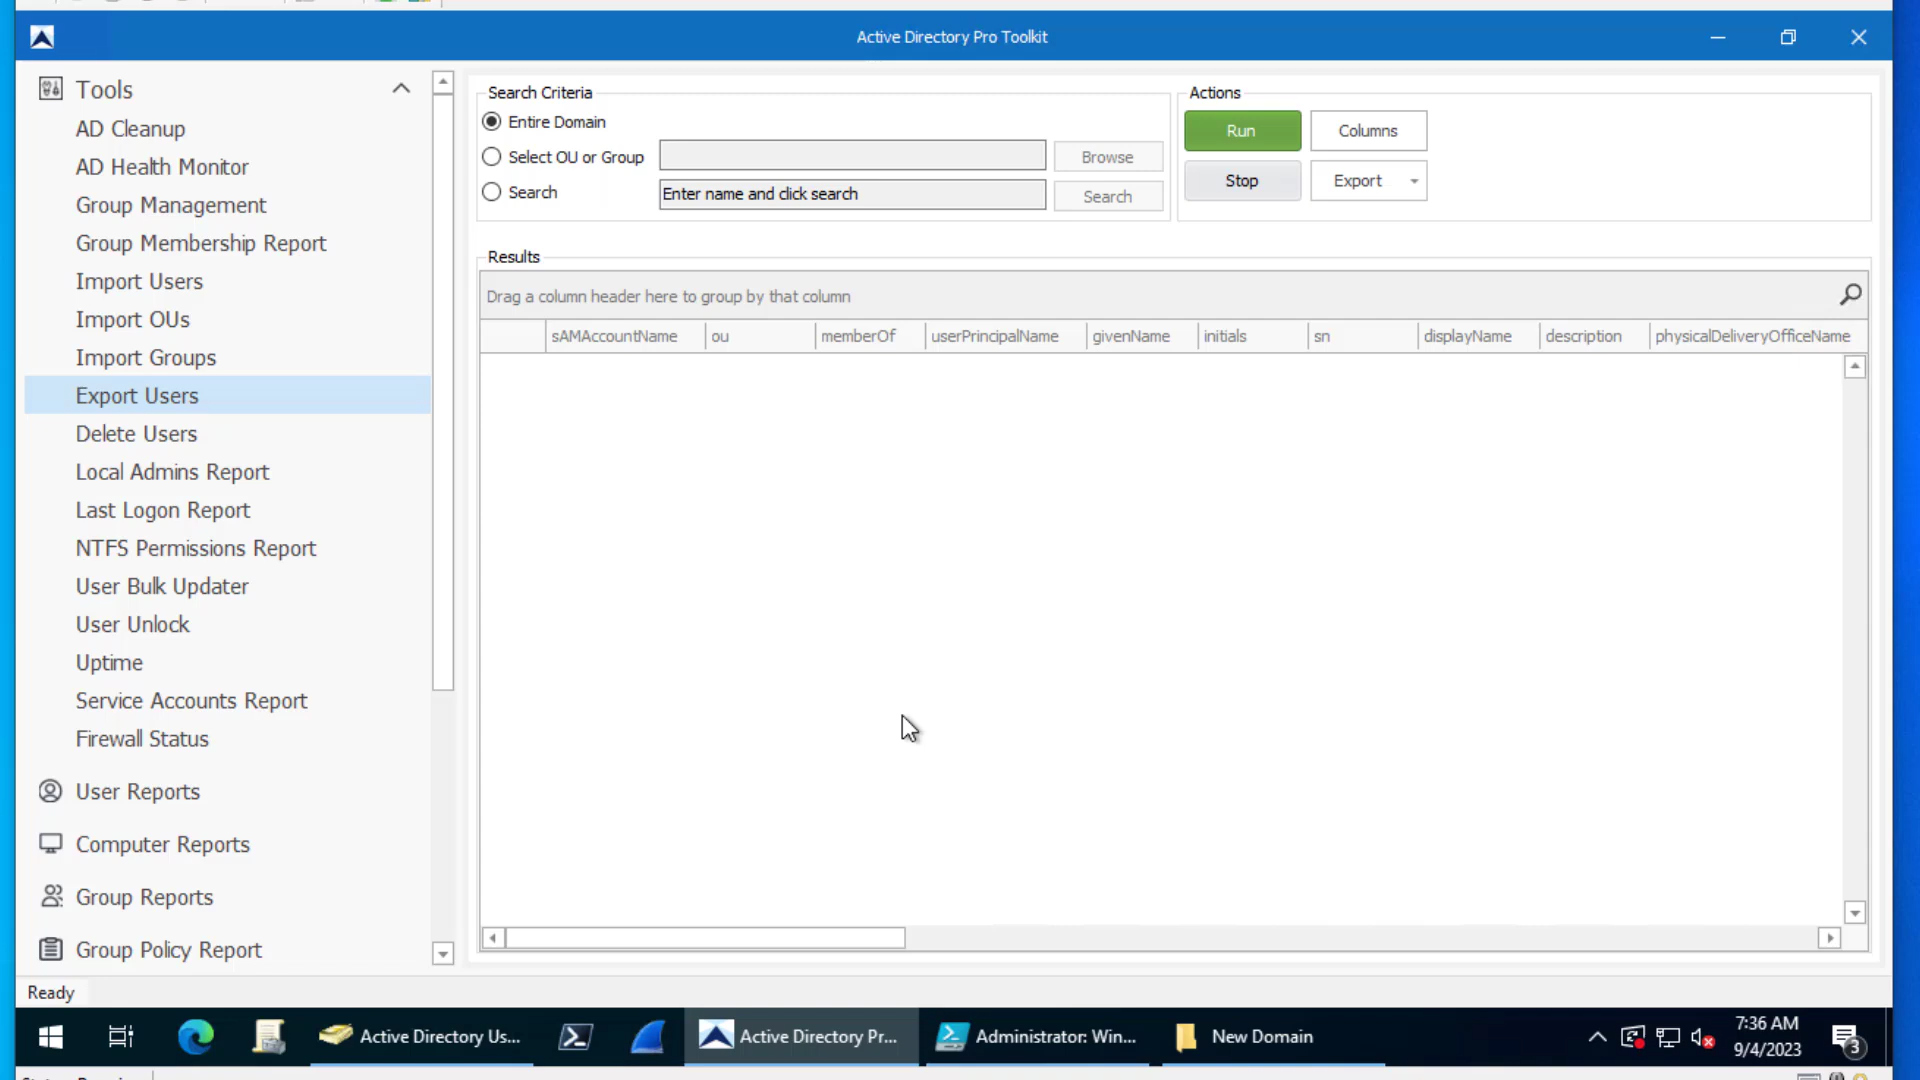 Active Directory Pro Toolkit
Tools
AD Cleanup
AD Health Monitor
Group Management
Group Membership Report
Import Users
Import OUs
Import Groups
Export Users
Delete Users
Local Admins Report
Last Logon Report
NTFS Permissions Report
User Bulk Updater
User Unlock
Uptime
Service Accounts Report
Firewall Status
User Reports
Computer Reports
Group Reports
Group Policy Report
Search Criteria
Entire Domain
Select OU or Group
Browse
Search
Enter name and click search
Search
Actions
Run
Columns
Stop
Export
Results
Drag a column header here to group by that column
sAMAccountName ou memberOf userPrincipalName givenName initials sn displayName description physicalDeliveryOfficeName
Ready
Active Directory Us...
Active Directory Pr...
Administrator: Win...
New Domain
7:36 AM
9/4/2023
3